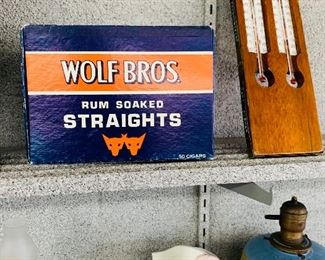 WOLF BROS.
RUM SOAKED
STRAIGHTS
50 CIGARS